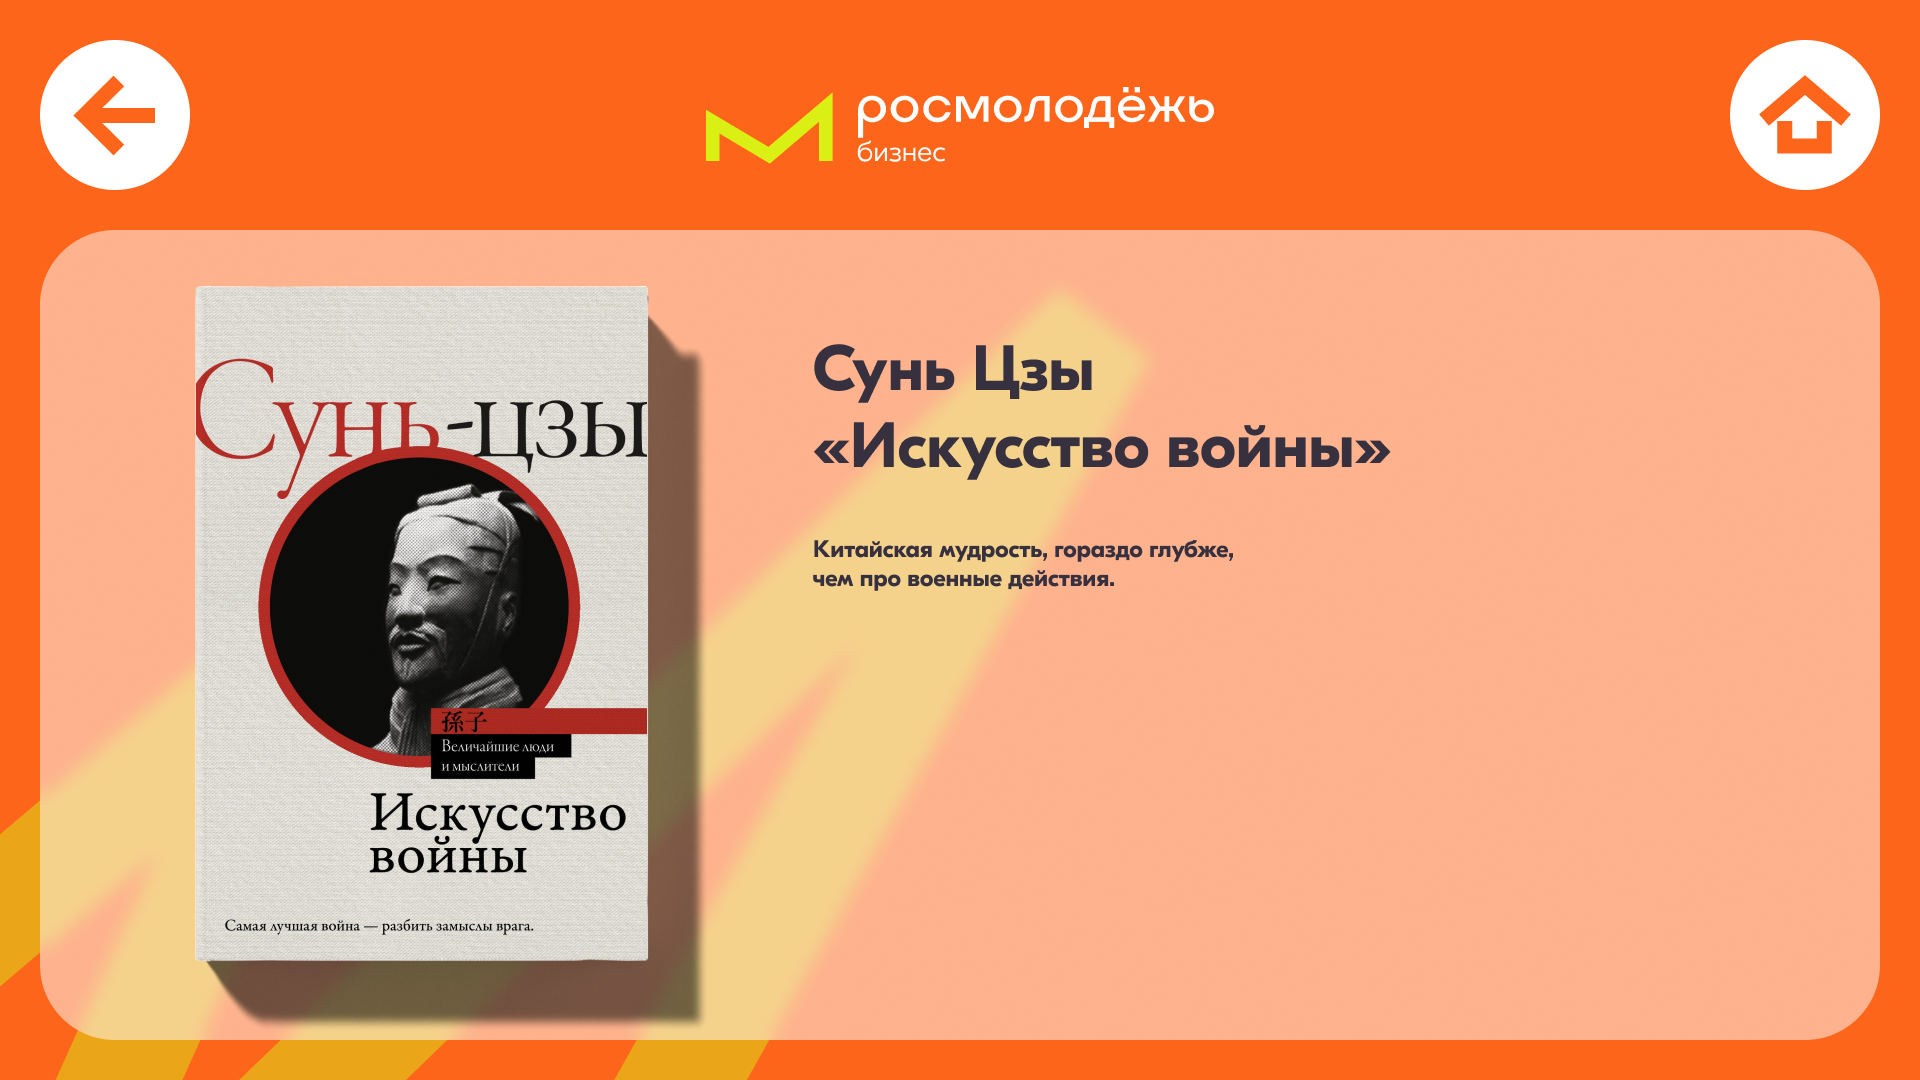 росмолодёжь
бизнес
Сунь-цзы
孫子
Величайшие люди
и мыслители
Искусство
войны
Самая лучшая война — разбить замыслы врага.
Сунь Цзы
«Искусство войны»
Китайская мудрость, гораздо глубже,
чем про военные действия.